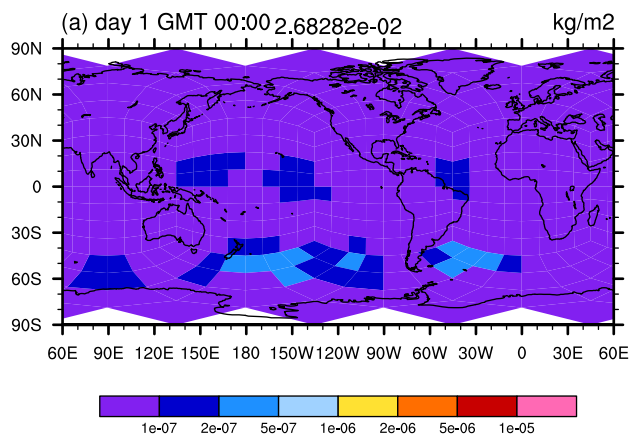 (a) day 1 GMT 00:00 2.68282e-02 kg/m2
90N
60N
30N
0
30S
60S
90S
60E 90E 120E 150E 180 150W 120W 90W 60W 30W 0 30E 60E
1e-07 2e-07 5e-07 1e-06 2e-06 5e-06 1e-05